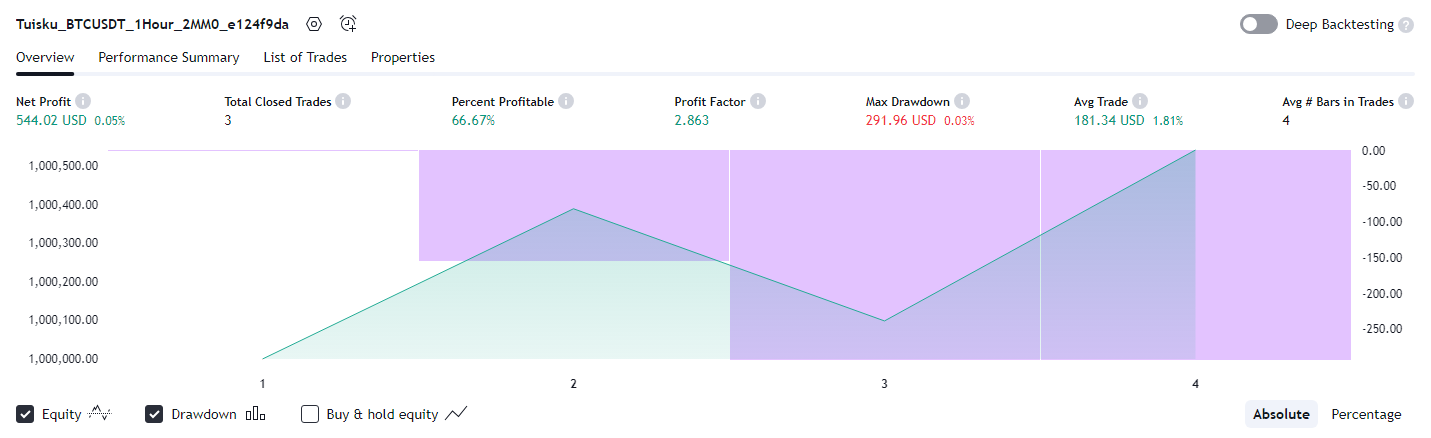 Tuisku_BTCUSDT_1Hour_2MM0_e124f9da Deep Backtesting ?
Overview Performance Summary List of Trades Properties
Net Profit i Total Closed Trades i Percent Profitable i Profit Factor i Max Drawdown i Avg Trade i Avg # Bars in Trades i
544.02 USD 0.05% 3 66.67% 2.863 291.96 USD 0.03% 181.34 USD 1.81% 4
0.00
1,000,500.00
-50.00
1,000,400.00
-100.00
1,000,300.00
-150.00
1,000,200.00
-200.00
1,000,100.00
-250.00
1,000,000.00
1 2 3 4
Equity Drawdown Buy & hold equity Absolute Percentage